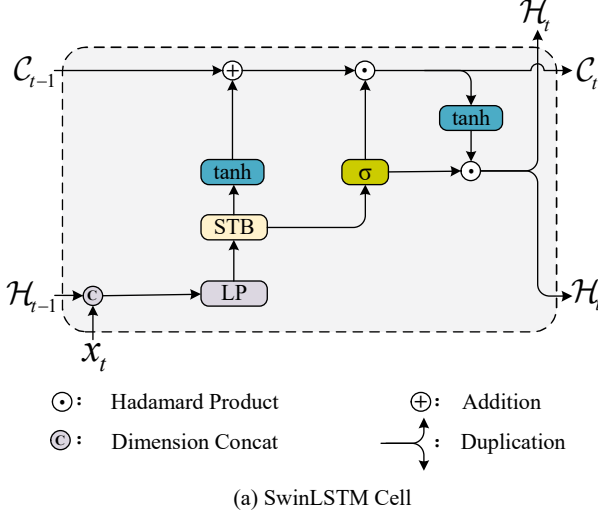 H_t
C_{t-1}
C_t
tanh
tanh
σ
STB
H_{t-1}
C
LP
H_t
x_t
: Hadamard Product
: Addition
C : Dimension Concat
: Duplication
(a) SwinLSTM Cell